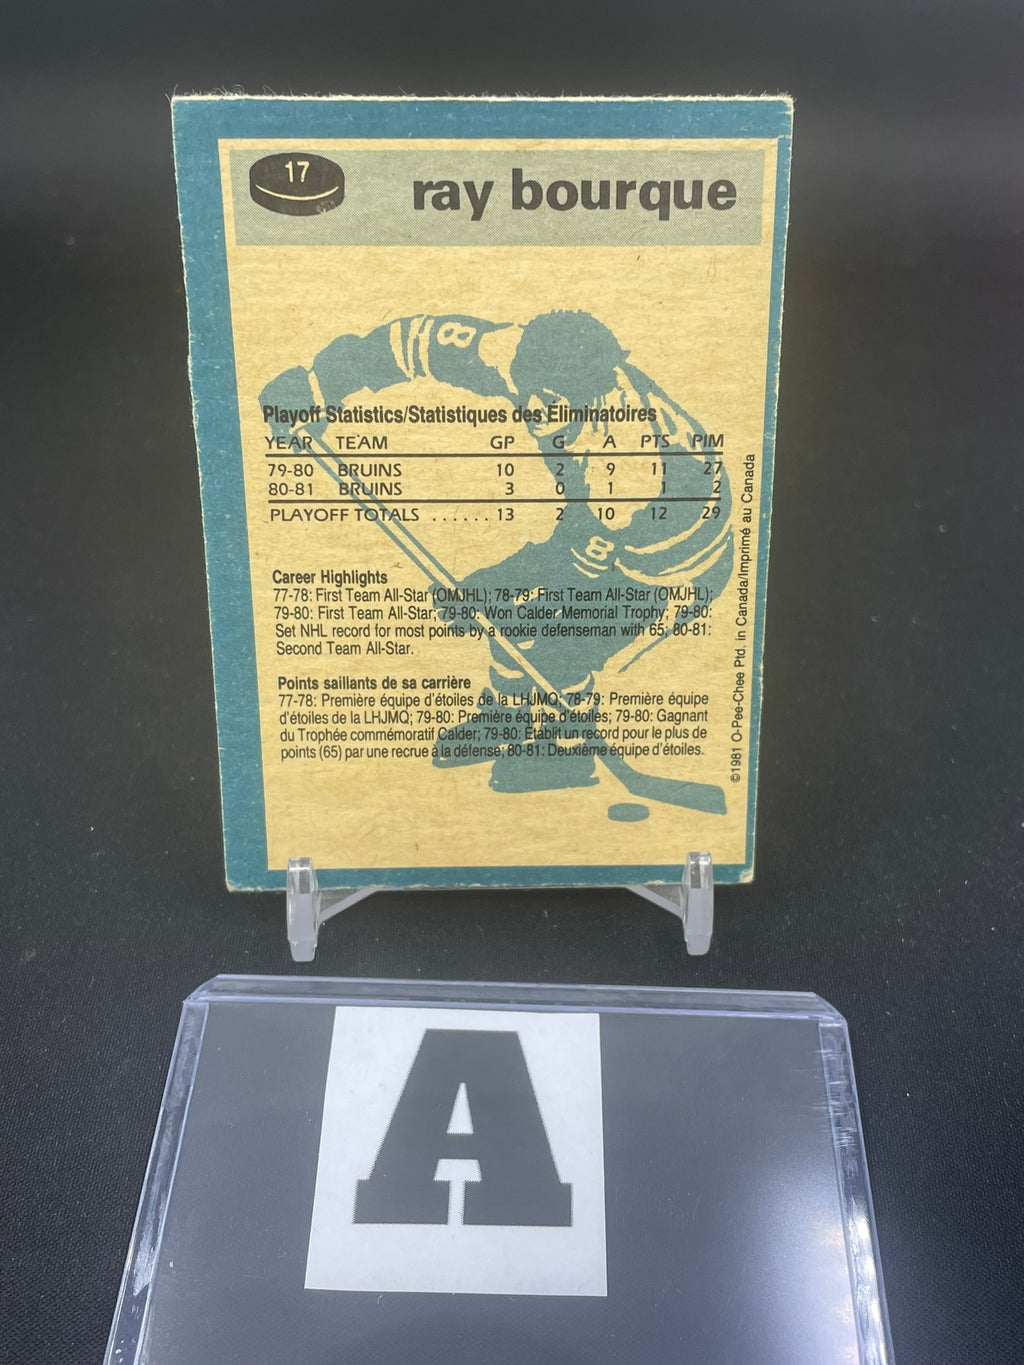 17
ray bourque
8
Playoff Statistics/Statistiques des Éliminatoires
YEAR TEAM GP G A PTS PIM
79-80 BRUINS 10 2 9 11 27
80-81 BRUINS 3 0 1 1 2
PLAYOFF TOTALS ...... 13 2 10 12 29
8
Career Highlights
77-78: First Team All-Star (OMJHL); 78-79: First Team All-Star (OMJHL);
79-80: First Team All-Star; 79-80: Won Calder Memorial Trophy; 79-80:
Set NHL record for most points by a rookie defenseman with 65; 80-81:
Second Team All-Star.
Points saillants de sa carrière
77-78: Première équipe d'étoiles de la LHJMQ; 78-79: Première équipe
d'étoiles de la LHJMQ; 79-80: Première équipe d'étoiles; 79-80: Gagnant
du Trophée commémoratif Calder; 79-80: Établit un record pour le plus de
points (65) par une recrue à la défense; 80-81: Deuxième équipe d'étoiles.
©1981 O-Pee-Chee Ptd. in Canada/Imprimé au Canada
A